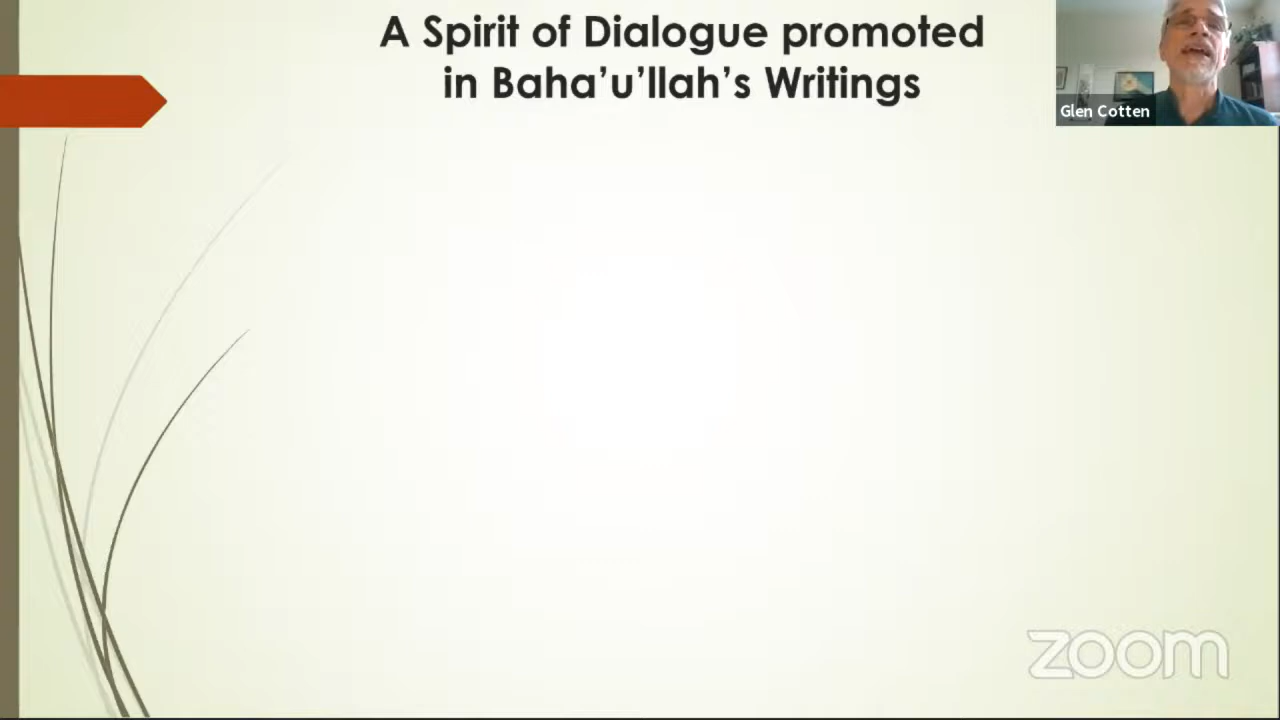 A Spirit of Dialogue promoted
in Baha’u’llah’s Writings
Glen Cotten
zoom